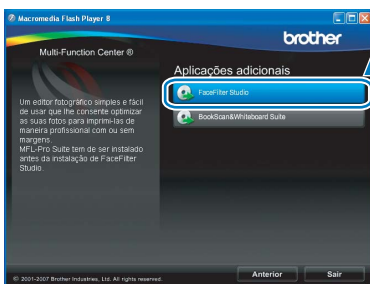 Macromedia Flash Player 8
brother
Multi-Function Center ®
Aplicações adicionais
FaceFilter Studio
BookScan&Whiteboard Suite
Um editor fotográfico simples e fácil
de usar que lhe consente optimizar
as suas fotos para imprimi-las de
maneira profissional com ou sem
margens.
MFL-Pro Suite tem de ser instalado
antes da instalação de FaceFilter
Studio.
© 2001-2007 Brother Industries, Ltd. All rights reserved.
Anterior
Sair